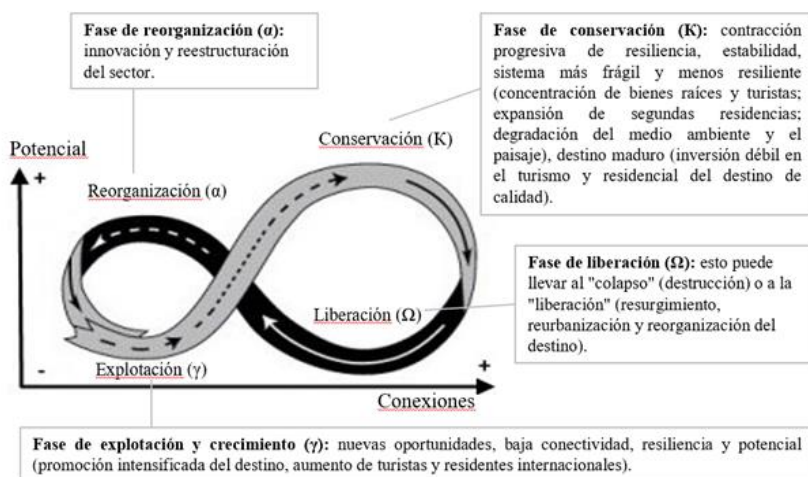 Fase de reorganización (α):
innovación y reestructuración
del sector.
Fase de conservación (K): contracción
progresiva de resiliencia, estabilidad,
sistema más frágil y menos resiliente
(concentración de bienes raíces y turistas;
expansión de segundas residencias;
degradación del medio ambiente y el
paisaje), destino maduro (inversión débil en
el turismo y residencial del destino de
calidad).
Conservación (K)
Potencial
+
Reorganización (α)
Fase de liberación (Ω): esto puede
llevar al "colapso" (destrucción) o a la
"liberación" (resurgimiento,
reurbanización y reorganización del
destino).
Liberación (Ω)
-
Explotación (γ)
+
Conexiones
Fase de explotación y crecimiento (γ): nuevas oportunidades, baja conectividad, resiliencia y potencial
(promoción intensificada del destino, aumento de turistas y residentes internacionales).